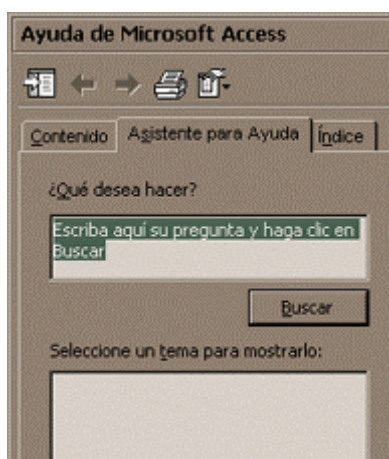 Ayuda de Microsoft Access
Contenido
Asistente para Ayuda
Índice
¿Qué desea hacer?
Escriba aquí su pregunta y haga clic en
Buscar
Buscar
Seleccione un tema para mostrarlo: